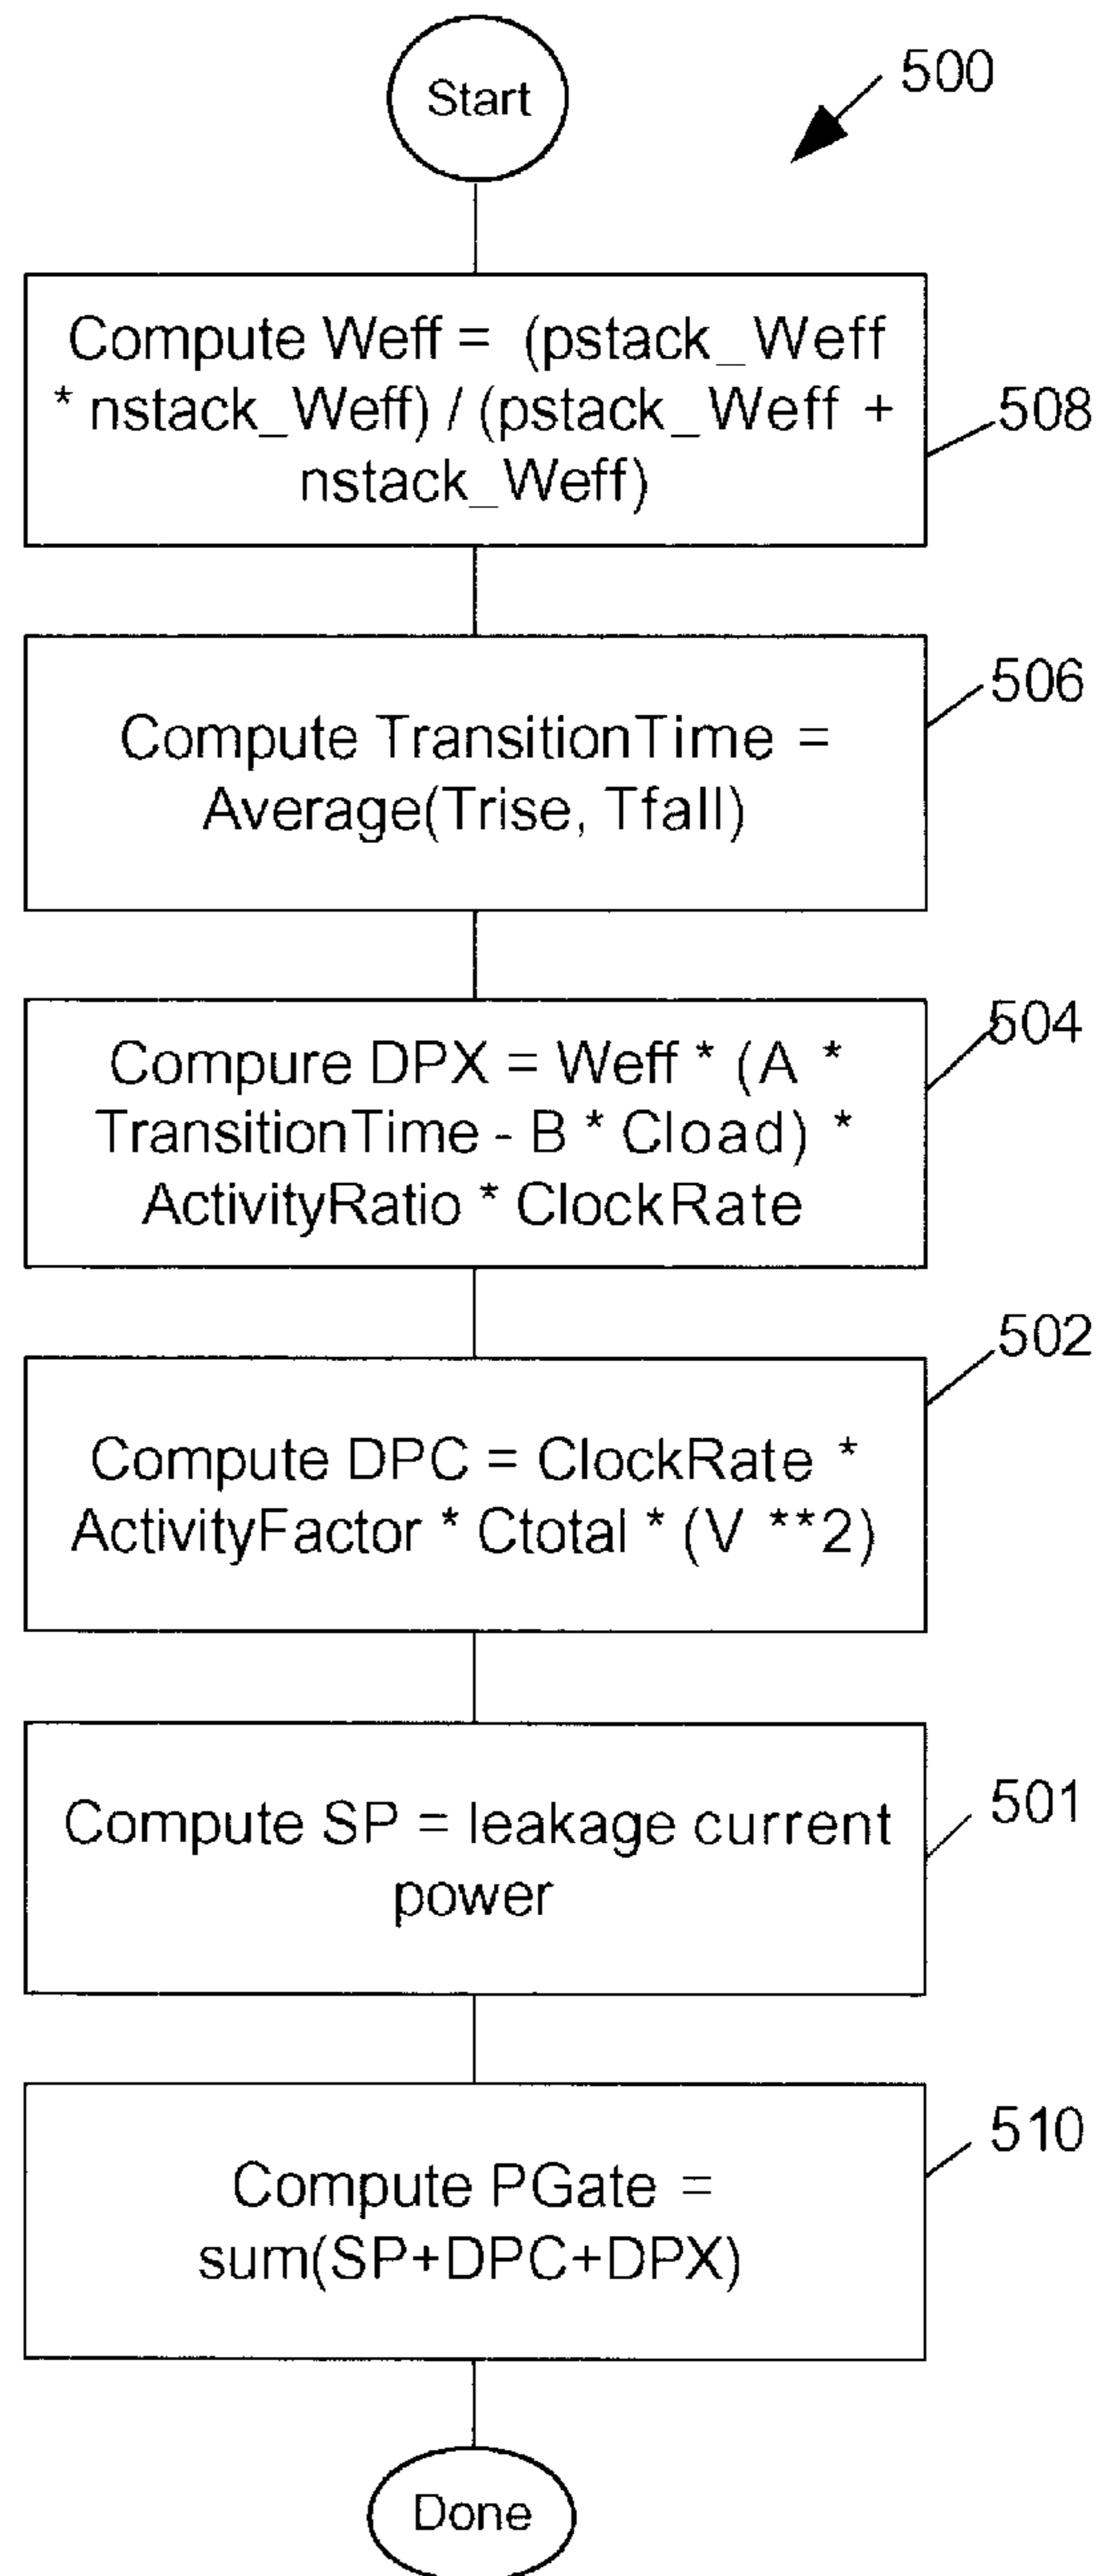 Start
500
Compute Weff = (pstack_Weff
* nstack_Weff) / (pstack_Weff +
nstack_Weff)
508
Compute TransitionTime =
Average(Trise, Tfall)
506
Compure DPX = Weff * (A *
TransitionTime - B * Cload) *
ActivityRatio * ClockRate
504
Compute DPC = ClockRate *
ActivityFactor * Ctotal * (V **2)
502
Compute SP = leakage current
power
501
Compute PGate =
sum(SP+DPC+DPX)
510
Done